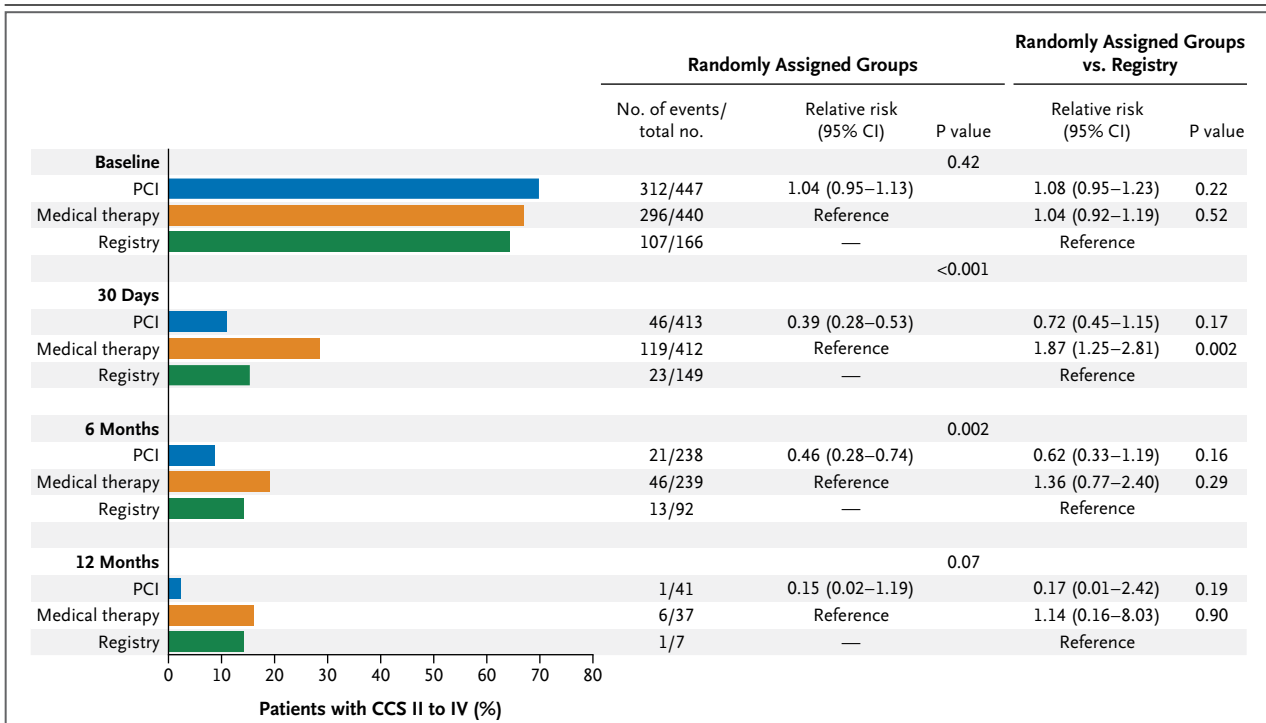 Randomly Assigned Groups
Randomly Assigned Groups
vs. Registry
No. of events/
total no.
Relative risk
(95% CI)
P value
Relative risk
(95% CI)
P value
Baseline 0.42
PCI 312/447 1.04 (0.95–1.13) 1.08 (0.95–1.23) 0.22
Medical therapy 296/440 Reference 1.04 (0.92–1.19) 0.52
Registry 107/166 — Reference
<0.001
30 Days
PCI 46/413 0.39 (0.28–0.53) 0.72 (0.45–1.15) 0.17
Medical therapy 119/412 Reference 1.87 (1.25–2.81) 0.002
Registry 23/149 — Reference
6 Months 0.002
PCI 21/238 0.46 (0.28–0.74) 0.62 (0.33–1.19) 0.16
Medical therapy 46/239 Reference 1.36 (0.77–2.40) 0.29
Registry 13/92 — Reference
12 Months 0.07
PCI 1/41 0.15 (0.02–1.19) 0.17 (0.01–2.42) 0.19
Medical therapy 6/37 Reference 1.14 (0.16–8.03) 0.90
Registry 1/7 — Reference
0 10 20 30 40 50 60 70 80
Patients with CCS II to IV (%)